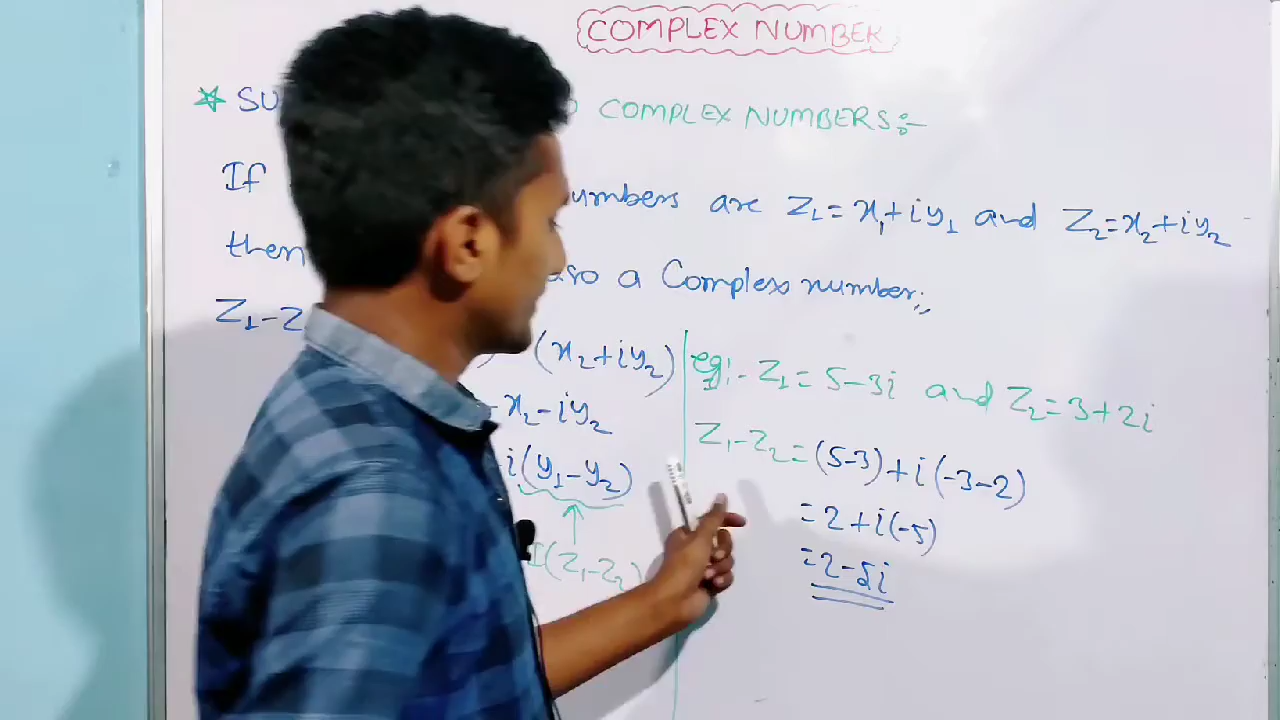 COMPLEX NUMBER
COMPLEX NUMBERS:-
If numbers are Z₁=x₁+iy₁ and Z₂=x₂+iy₂
then also a Complex number,,
Z₁-Z
(x₂+iy₂)
- x₂-iy₂
i(y₁-y₂)
I(Z₁-Z₂)
eg:- Z₁=5-3i and Z₂=3+2i
Z₁-Z₂=(5-3)+i(-3-2)
=2+i(-5)
=2-5i